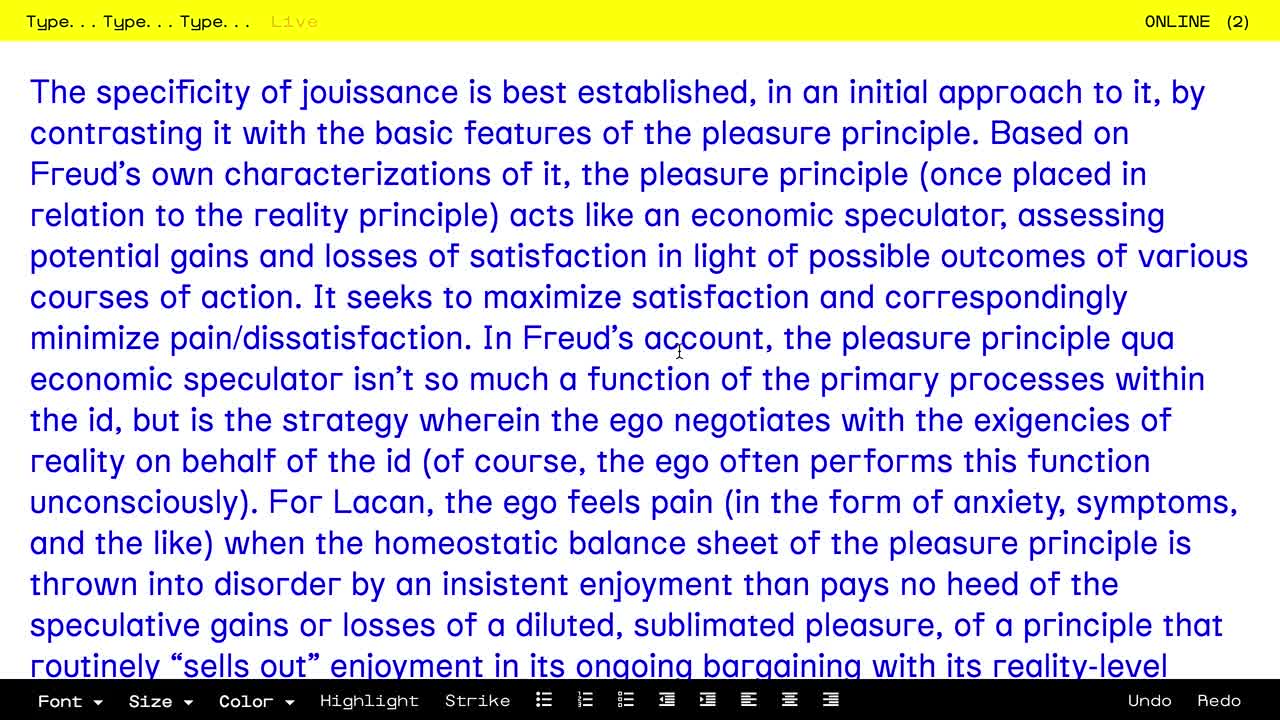 Type...Type...Type... Live ONLINE (2)
The specificity of jouissance is best established, in an initial approach to it, by
contrasting it with the basic features of the pleasure principle. Based on
Freud’s own characterizations of it, the pleasure principle (once placed in
relation to the reality principle) acts like an economic speculator, assessing
potential gains and losses of satisfaction in light of possible outcomes of various
courses of action. It seeks to maximize satisfaction and correspondingly
minimize pain/dissatisfaction. In Freud’s account, the pleasure principle qua
economic speculator isn’t so much a function of the primary processes within
the id, but is the strategy wherein the ego negotiates with the exigencies of
reality on behalf of the id (of course, the ego often performs this function
unconsciously). For Lacan, the ego feels pain (in the form of anxiety, symptoms,
and the like) when the homeostatic balance sheet of the pleasure principle is
thrown into disorder by an insistent enjoyment than pays no heed of the
speculative gains or losses of a diluted, sublimated pleasure, of a principle that
routinely “sells out” enjoyment in its ongoing bargaining with its reality-level
Font Size Color Highlight Strike Undo Redo